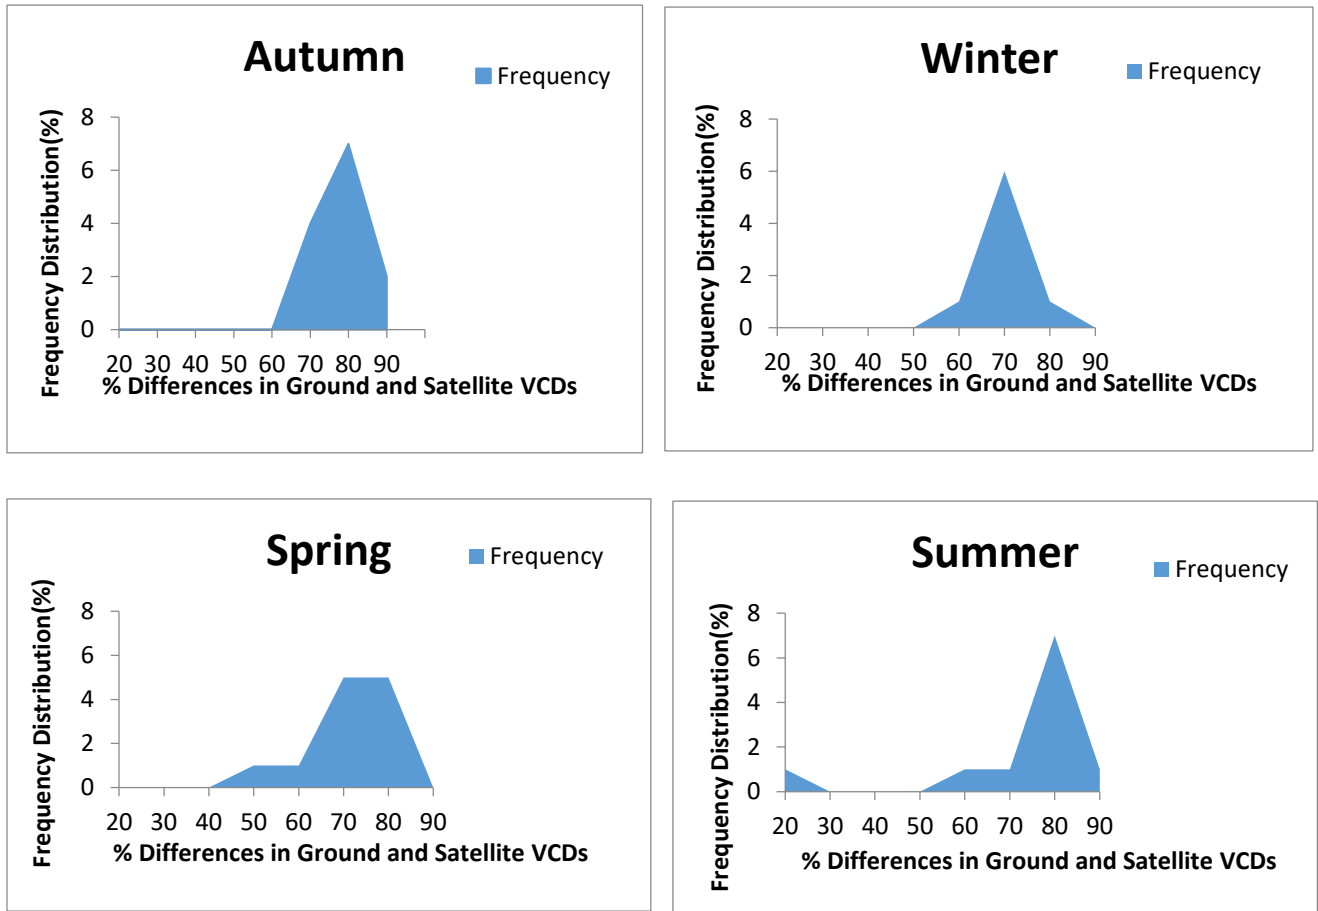 Autumn
Frequency
Frequency Distribution(%)
8
6
4
2
0
20 30 40 50 60 70 80 90
% Differences in Ground and Satellite VCDs
Winter
Frequency
Frequency Distribution(%)
8
6
4
2
0
20 30 40 50 60 70 80 90
% Differences in Ground and Satellite VCDs
Spring
Frequency
Frequency Distribution(%)
8
6
4
2
0
20 30 40 50 60 70 80 90
% Differences in Ground and Satellite VCDs
Summer
Frequency
Frequency Distribution(%)
8
6
4
2
0
20 30 40 50 60 70 80 90
% Differences in Ground and Satellite VCDs